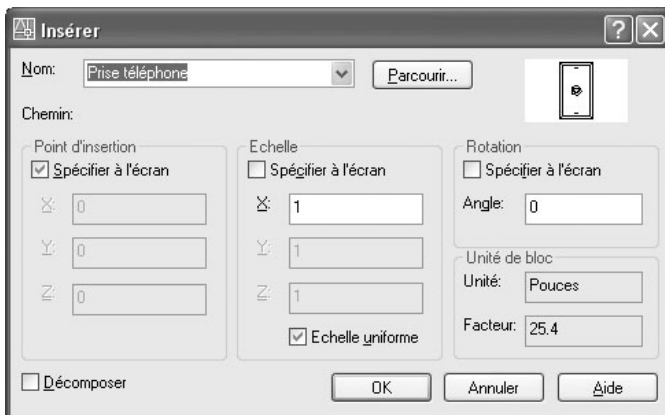 Insérer
Nom: Prise téléphone Parcourir...
Chemin:
Point d'insertion
Spécifier à l'écran
X: 0
Y: 0
Z: 0
Echelle
Spécifier à l'écran
X: 1
Y: 1
Z: 1
Echelle uniforme
Rotation
Spécifier à l'écran
Angle: 0
Unité de bloc
Unité: Pouces
Facteur: 25.4
Décomposer
OK Annuler Aide